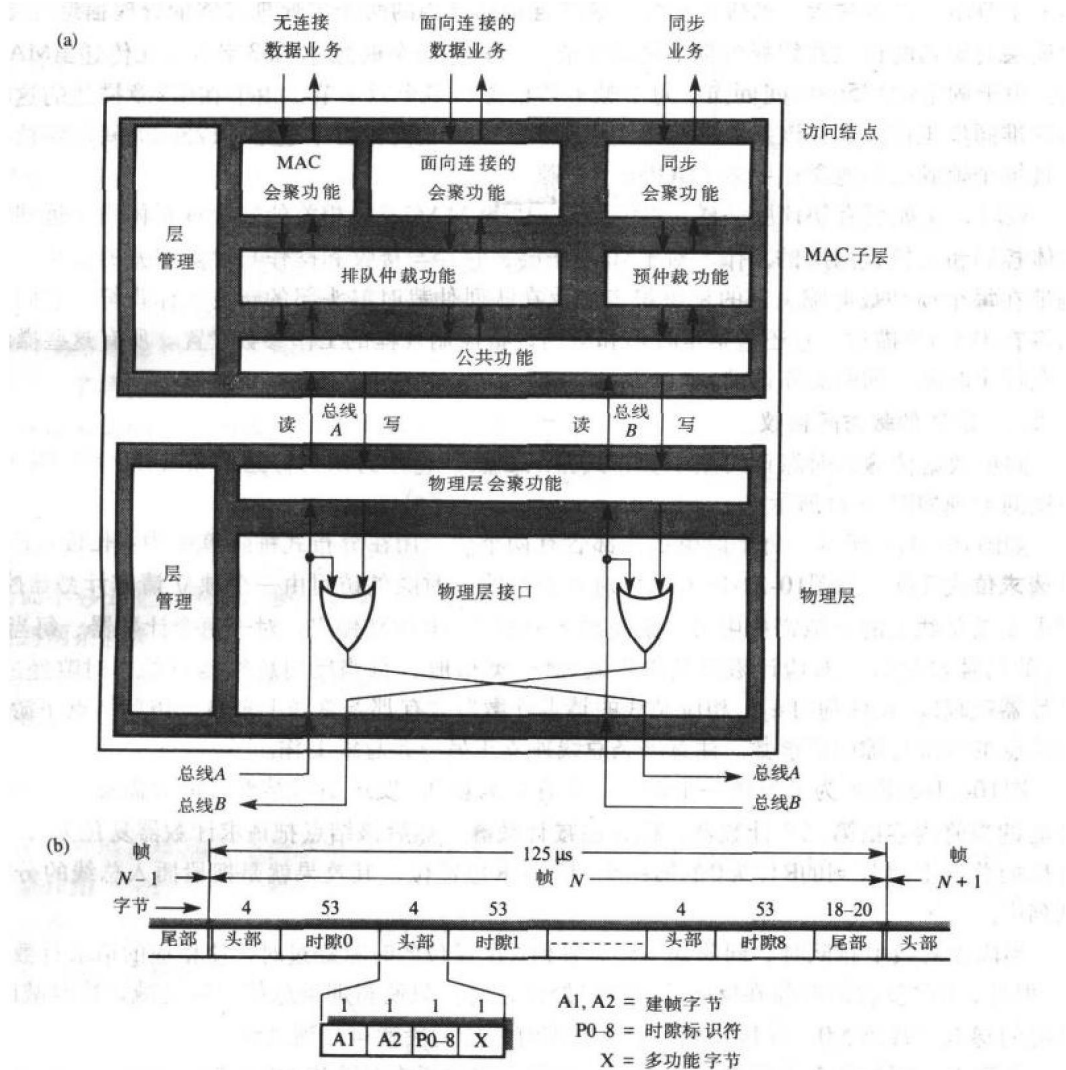 (a)
无连接
数据业务
面向连接的
数据业务
同步
业务
访问结点
MAC
会聚功能
面向连接的
会聚功能
同步
会聚功能
层
管理
MAC子层
排队仲裁功能
预仲裁功能
公共功能
读
总线
A
写
读
总线
B
写
物理层会聚功能
层
管理
物理层接口
物理层
总线A
总线B
总线A
总线B
(b)
帧
N-1
125 μs
帧 N
帧
N+1
字节
4
53
4
53
4
53
18-20
尾部
头部
时隙0
头部
时隙1
头部
时隙8
尾部
头部
1
1
1
1
A1
A2
P0-8
X
A1, A2 = 建帧字节
P0-8 = 时隙标识符
X = 多功能字节